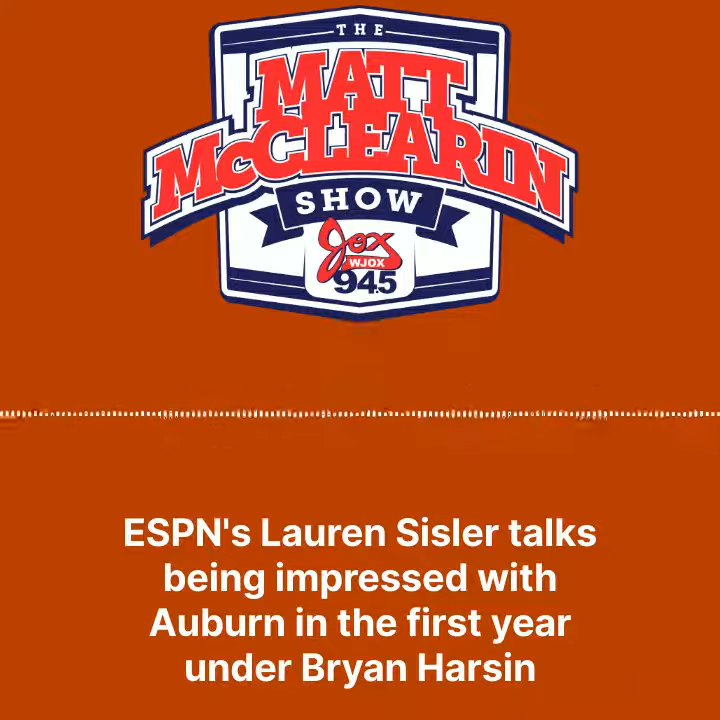 THE
MATT
McCLEARIN
SHOW
Jox
WJOX
94.5
ESPN's Lauren Sisler talks
being impressed with
Auburn in the first year
under Bryan Harsin